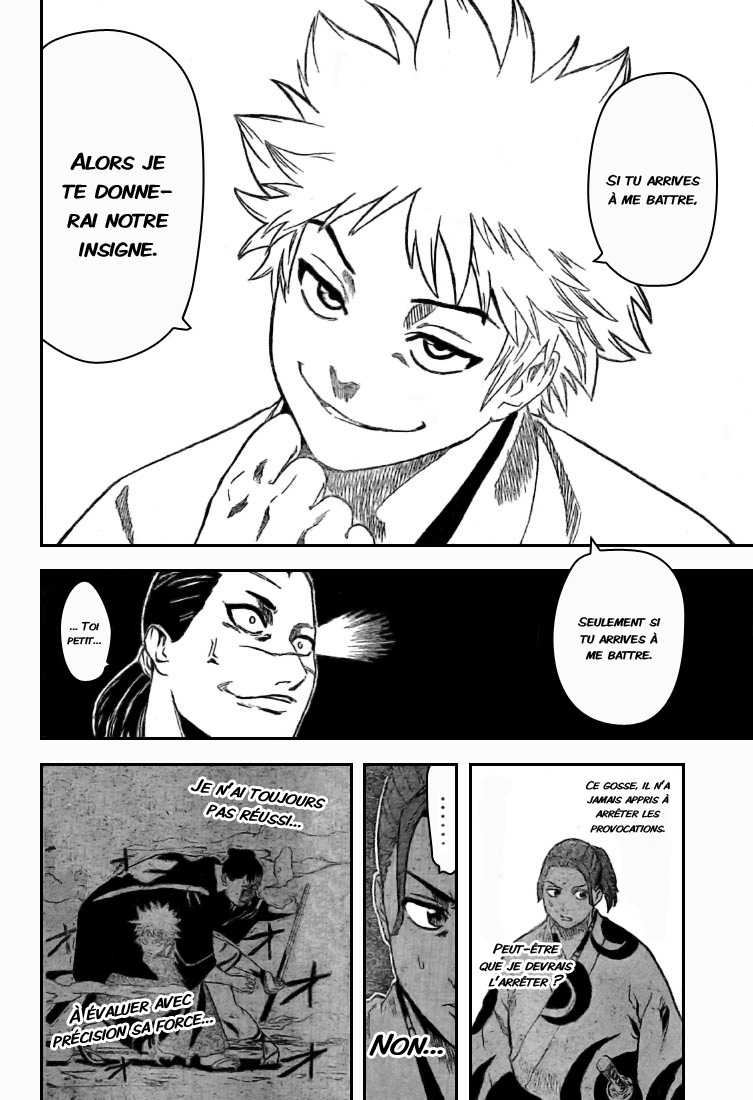 SI TU ARRIVES
À ME BATTRE,
ALORS JE
TE DONNE-
RAI NOTRE
INSIGNE.
SEULEMENT SI
TU ARRIVES À
ME BATTRE.
... TOI
PETIT...
CE GOSSE, IL N'A
JAMAIS APPRIS À
ARRÊTER LES
PROVOCATIONS.
PEUT-ÊTRE
QUE JE DEVRAIS
L'ARRÊTER ?
......
NON...
JE N'AI TOUJOURS
PAS RÉUSSI...
À ÉVALUER AVEC
PRÉCISION SA FORCE...